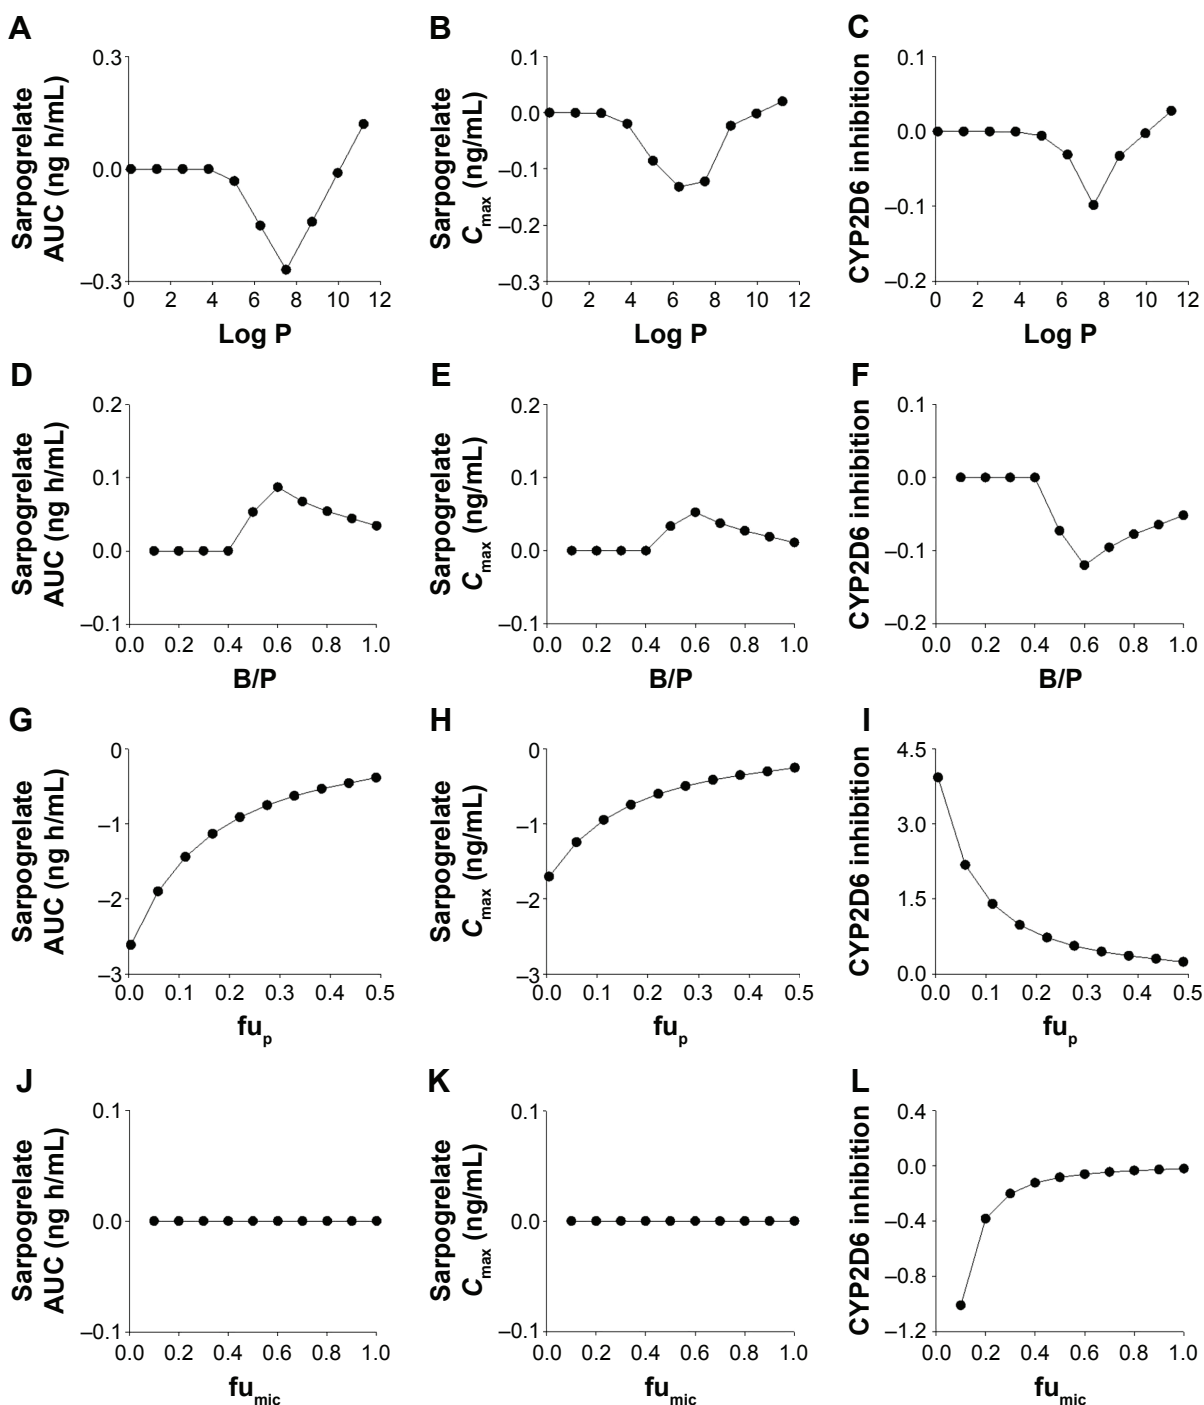 A
Sarpogrelate
AUC (ng h/mL)
0.3
0.0
–0.3
0 2 4 6 8 10 12
Log P
B
Sarpogrelate
Cmax (ng/mL)
0.1
0.0
–0.1
–0.2
–0.3
0 2 4 6 8 10 12
Log P
C
CYP2D6 inhibition
0.1
0.0
–0.1
–0.2
0 2 4 6 8 10 12
Log P
D
Sarpogrelate
AUC (ng h/mL)
0.2
0.1
0.0
–0.1
0.0 0.2 0.4 0.6 0.8 1.0
B/P
E
Sarpogrelate
Cmax (ng/mL)
0.2
0.1
0.0
–0.1
0.0 0.2 0.4 0.6 0.8 1.0
B/P
F
CYP2D6 inhibition
0.1
0.0
–0.1
–0.2
0.0 0.2 0.4 0.6 0.8 1.0
B/P
G
Sarpogrelate
AUC (ng h/mL)
0
–1
–2
–3
0.0 0.1 0.2 0.3 0.4 0.5
fup
H
Sarpogrelate
Cmax (ng/mL)
0
–1
–2
–3
0.0 0.1 0.2 0.3 0.4 0.5
fup
I
CYP2D6 inhibition
4.5
3.0
1.5
0.0
0.0 0.1 0.2 0.3 0.4 0.5
fup
J
Sarpogrelate
AUC (ng h/mL)
0.1
0.0
–0.1
0.0 0.2 0.4 0.6 0.8 1.0
fumic
K
Sarpogrelate
Cmax (ng/mL)
0.1
0.0
–0.1
0.0 0.2 0.4 0.6 0.8 1.0
fumic
L
CYP2D6 inhibition
0.4
0.0
–0.4
–0.8
–1.2
0.0 0.2 0.4 0.6 0.8 1.0
fumic